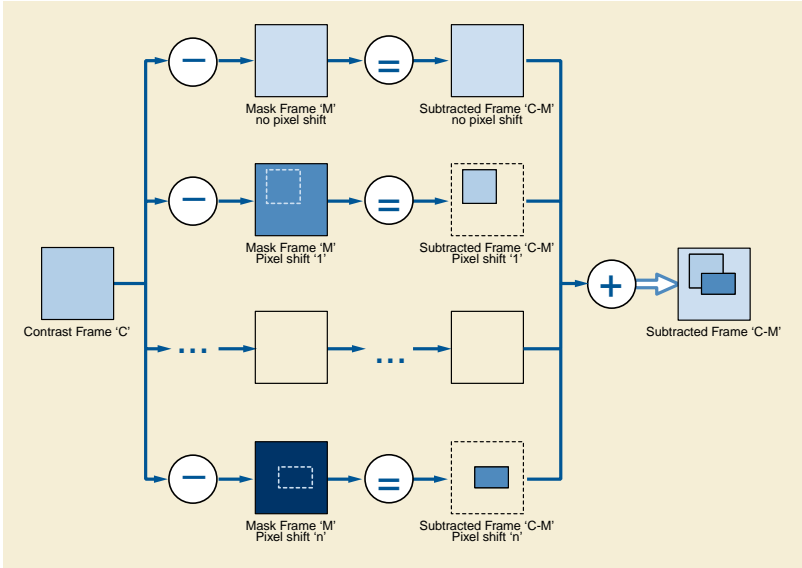 −
Mask Frame ‘M’
no pixel shift
=
Subtracted Frame ‘C-M’
no pixel shift
−
Mask Frame ‘M’
Pixel shift ‘1’
=
Subtracted Frame ‘C-M’
Pixel shift ‘1’
Contrast Frame ‘C’
+
Subtracted Frame ‘C-M’
...
...
−
Mask Frame ‘M’
Pixel shift ‘n’
=
Subtracted Frame ‘C-M’
Pixel shift ‘n’